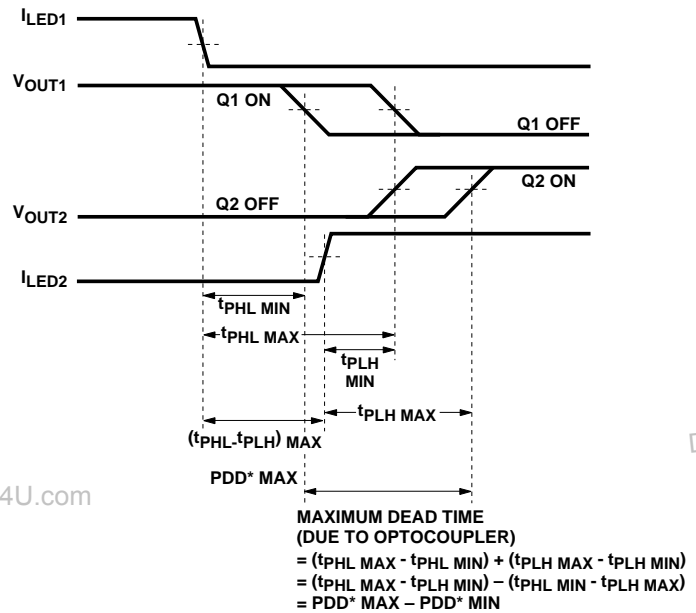 ILED1
VOUT1
Q1 ON
Q1 OFF
Q2 ON
Q2 OFF
VOUT2
ILED2
tPHL MIN
tPHL MAX
tPLH
MIN
tPLH MAX
(tPHL-tPLH) MAX
PDD* MAX
4U.com
MAXIMUM DEAD TIME
(DUE TO OPTOCOUPLER)
= (tPHL MAX - tPHL MIN) + (tPLH MAX - tPLH MIN)
= (tPHL MAX - tPLH MIN) – (tPHL MIN - tPLH MAX)
= PDD* MAX – PDD* MIN